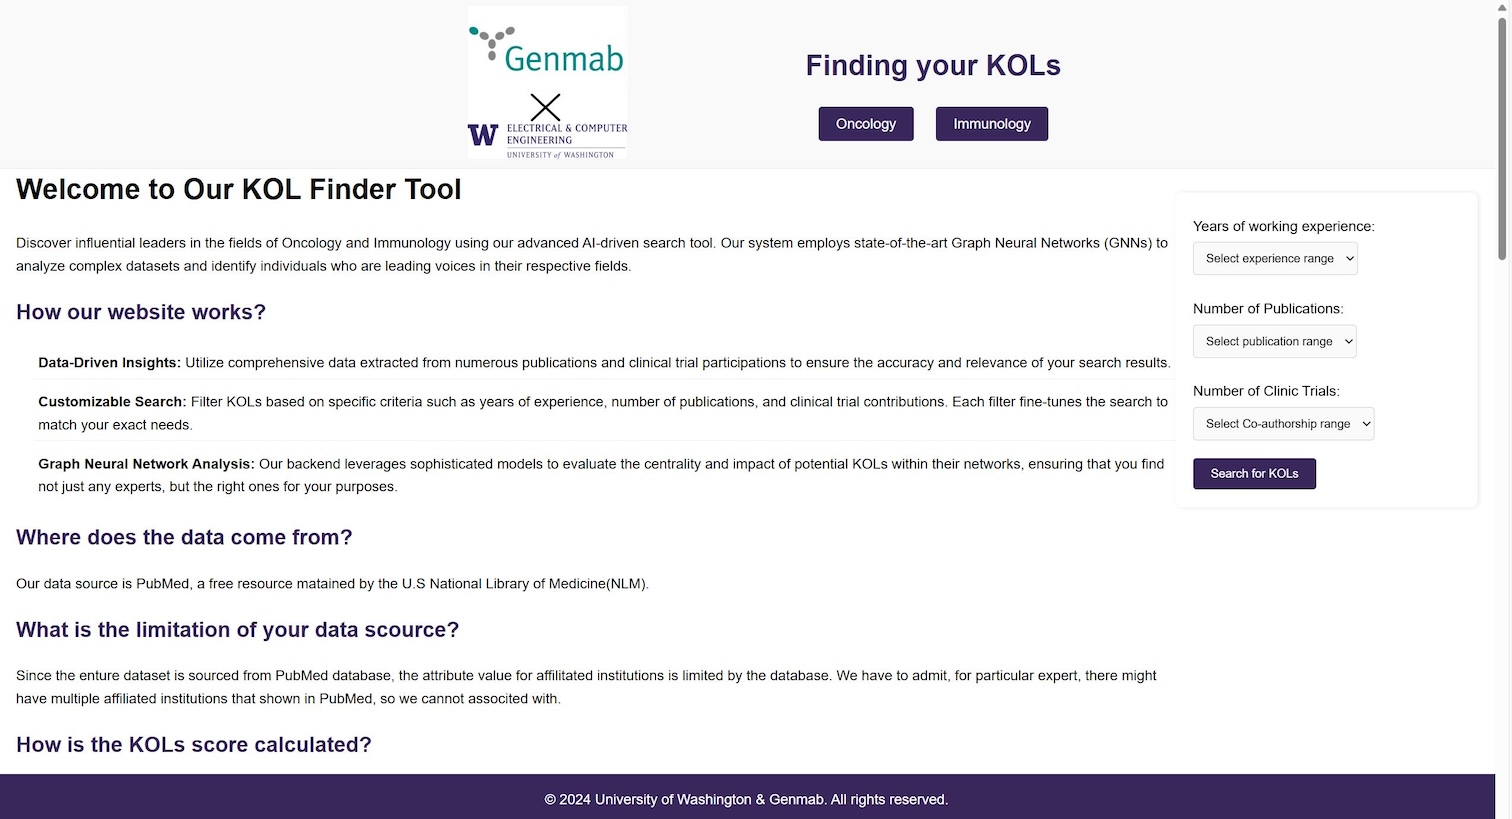 Genmab
W ELECTRICAL & COMPUTER
ENGINEERING
UNIVERSITY of WASHINGTON
Finding your KOLs
Oncology
Immunology
Welcome to Our KOL Finder Tool
Discover influential leaders in the fields of Oncology and Immunology using our advanced AI-driven search tool. Our system employs state-of-the-art Graph Neural Networks (GNNs) to
analyze complex datasets and identify individuals who are leading voices in their respective fields.
How our website works?
Data-Driven Insights: Utilize comprehensive data extracted from numerous publications and clinical trial participations to ensure the accuracy and relevance of your search results.
Customizable Search: Filter KOLs based on specific criteria such as years of experience, number of publications, and clinical trial contributions. Each filter fine-tunes the search to
match your exact needs.
Graph Neural Network Analysis: Our backend leverages sophisticated models to evaluate the centrality and impact of potential KOLs within their networks, ensuring that you find
not just any experts, but the right ones for your purposes.
Where does the data come from?
Our data source is PubMed, a free resource matained by the U.S National Library of Medicine(NLM).
What is the limitation of your data scource?
Since the enture dataset is sourced from PubMed database, the attribute value for affilitated institutions is limited by the database. We have to admit, for particular expert, there might
have multiple affiliated institutions that shown in PubMed, so we cannot associted with.
How is the KOLs score calculated?
Years of working experience:
Select experience range
Number of Publications:
Select publication range
Number of Clinic Trials:
Select Co-authorship range
Search for KOLs
© 2024 University of Washington & Genmab. All rights reserved.